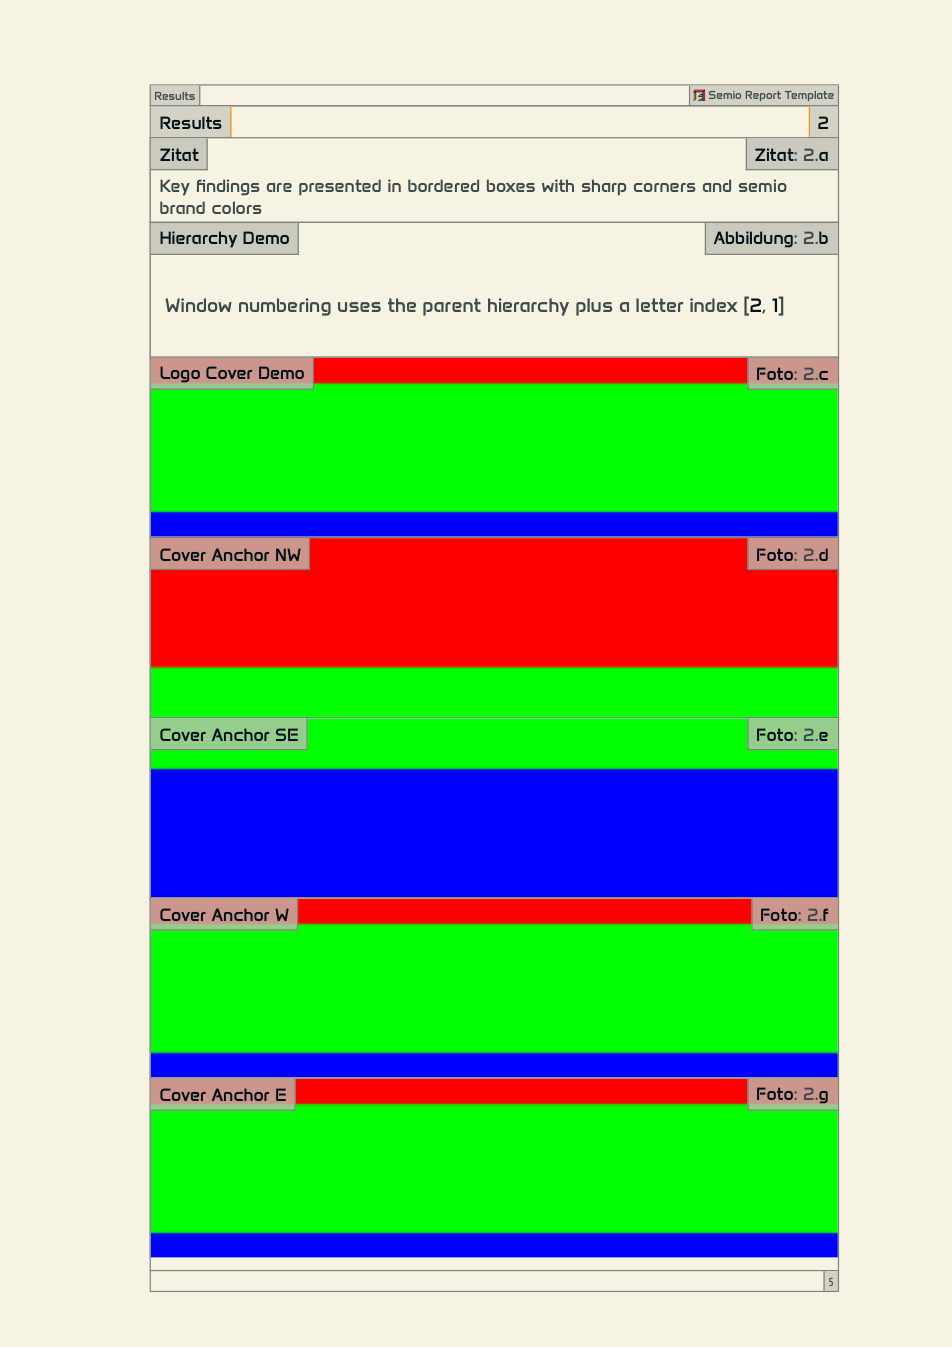 Results
Semio Report Template
Results
2
Zitat
Zitat: 2.a
Key findings are presented in bordered boxes with sharp corners and semio
brand colors
Hierarchy Demo
Abbildung: 2.b
Window numbering uses the parent hierarchy plus a letter index [2, 1]
Logo Cover Demo
Foto: 2.c
Cover Anchor NW
Foto: 2.d
Cover Anchor SE
Foto: 2.e
Cover Anchor W
Foto: 2.f
Cover Anchor E
Foto: 2.g
5